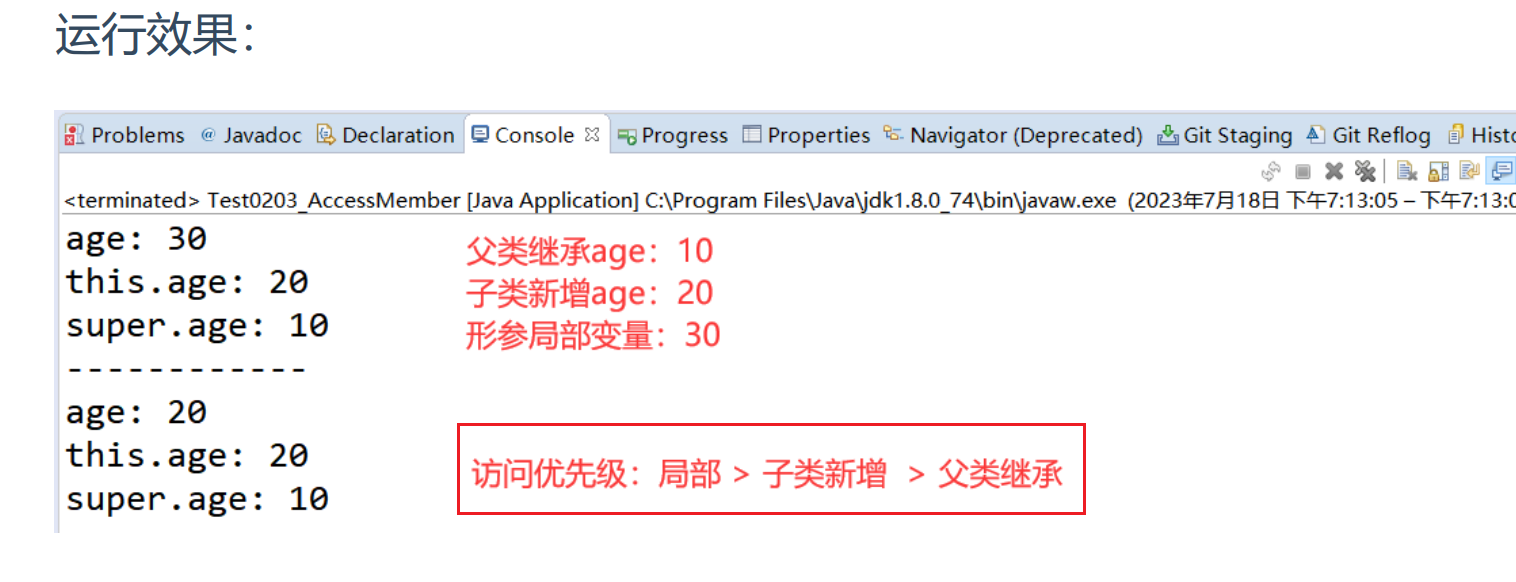 运行效果：
Problems @ Javadoc Declaration Console Progress Properties Navigator (Deprecated) Git Staging Git Reflog Histo
<terminated> Test0203_AccessMember [Java Application] C:\Program Files\Java\jdk1.8.0_74\bin\javaw.exe (2023年7月18日 下午7:13:05 – 下午7:13:0
age: 30
this.age: 20
super.age: 10
父类继承age：10
子类新增age：20
形参局部变量：30
------------
age: 20
this.age: 20
super.age: 10
访问优先级：局部 > 子类新增 > 父类继承